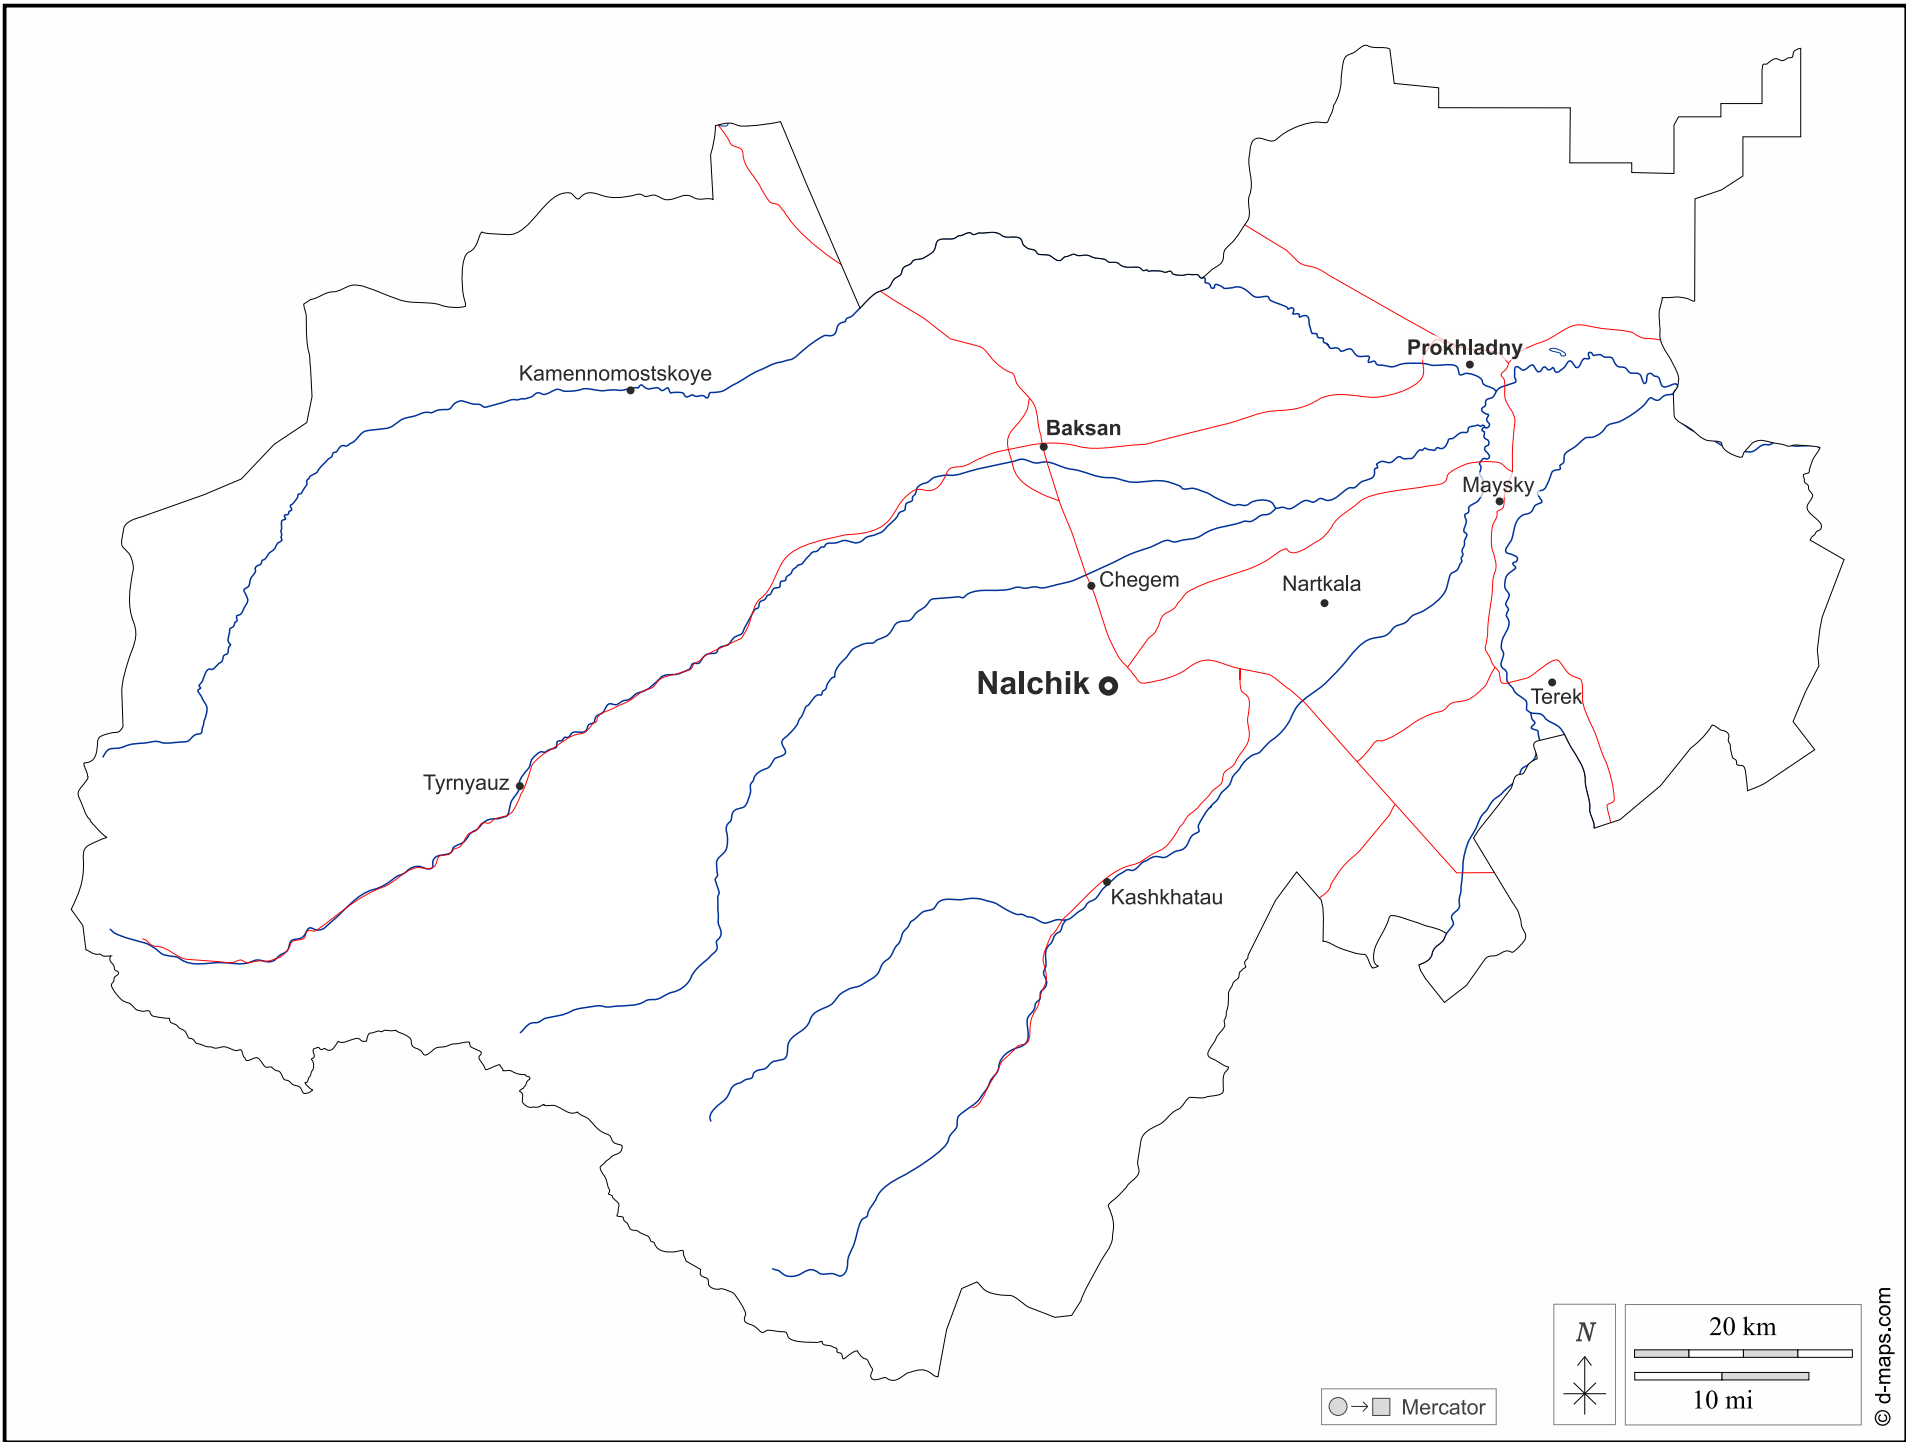 Prokhladny
Kamennomostskoye
Baksan
Maysky
Chegem
Nartkala
Nalchik
Terek
Tyrnyauz
Kashkhatau
N
20 km
10 mi
Mercator
© d-maps.com